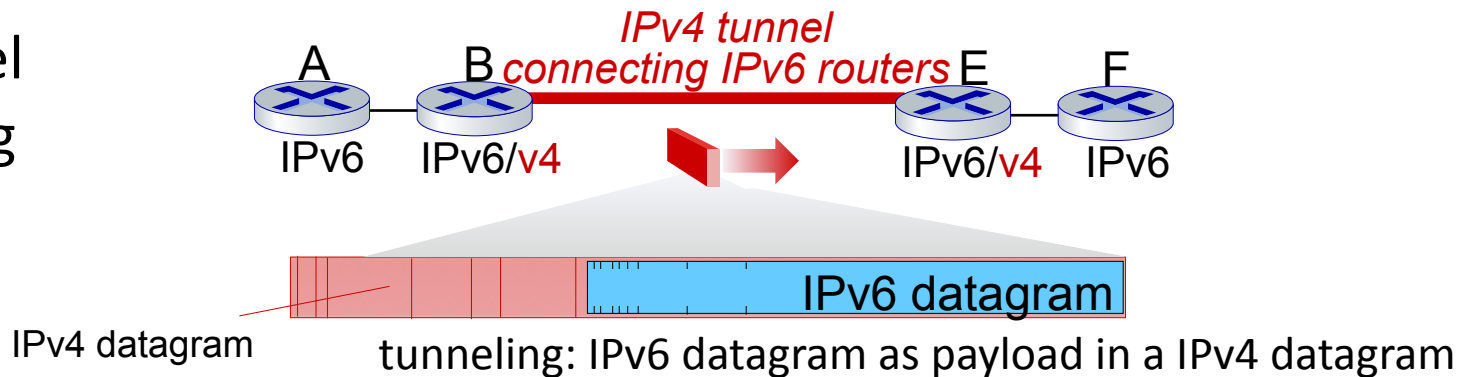 el
g
IPv4 tunnel
connecting IPv6 routers
A B E F
IPv6 IPv6/v4 IPv6/v4 IPv6
IPv6 datagram
IPv4 datagram
tunneling: IPv6 datagram as payload in a IPv4 datagram